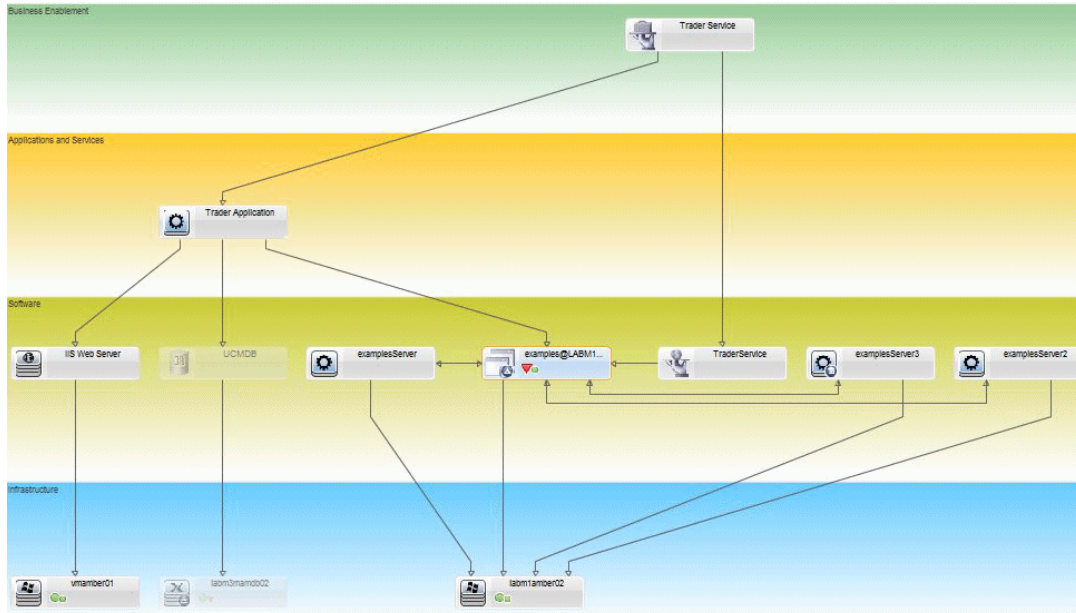 Business Enablement
Trader Service
Applications and Services
Trader Application
Software
IIS Web Server
UCMDB
examplesServer
examples@LABM1...
TraderService
examplesServer3
examplesServer2
Infrastructure
vmamber01
labm3mamdb02
labm1amber02